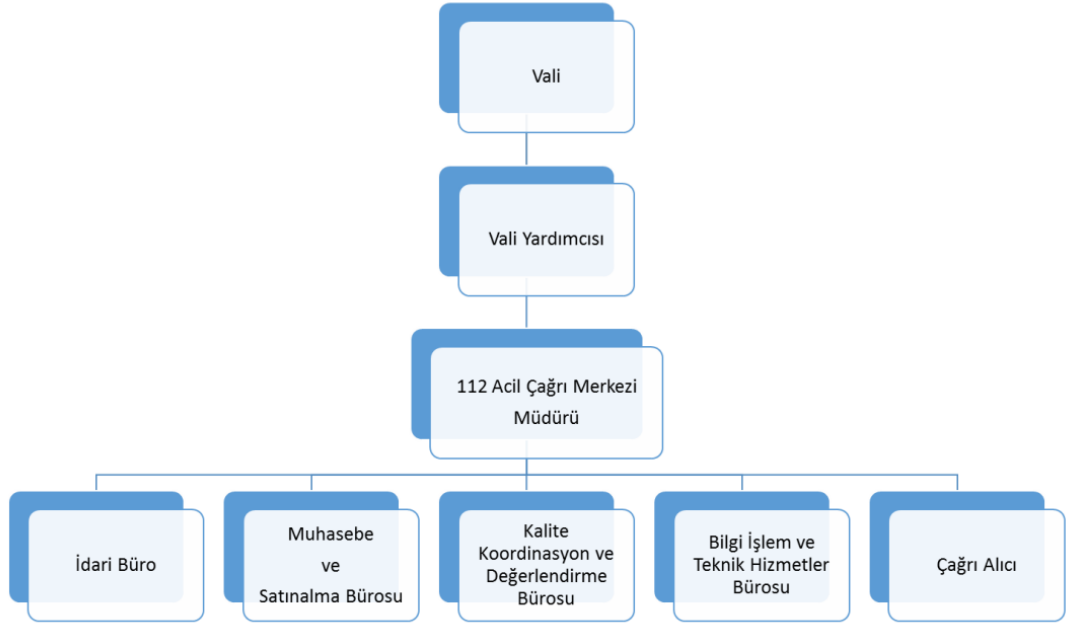 Vali
Vali Yardımcısı
112 Acil Çağrı Merkezi
Müdürü
İdari Büro
Muhasebe
ve
Satınalma Bürosu
Kalite
Koordinasyon ve
Değerlendirme
Bürosu
Bilgi İşlem ve
Teknik Hizmetler
Bürosu
Çağrı Alıcı